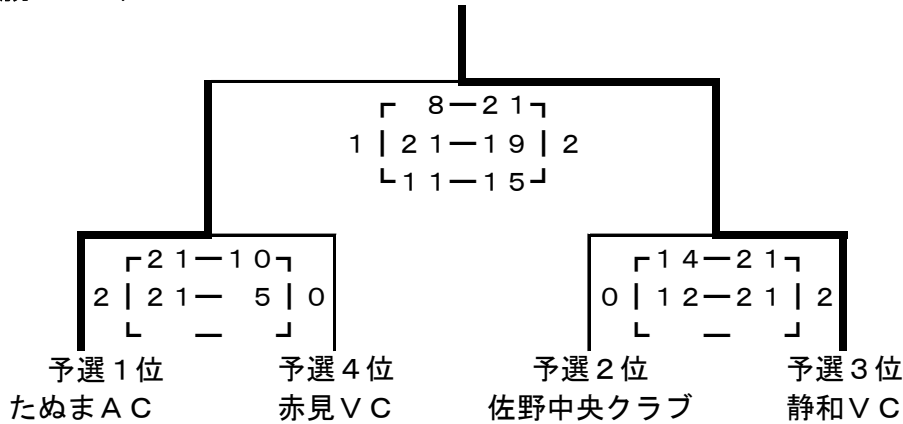 ┌ 8―21┐
1 | 21―19 | 2
└11―15┘
┌21―10┐
2 | 21― 5 | 0
└ ― ┘
┌14―21┐
0 | 12―21 | 2
└ ― ┘
予選1位
たぬまAC
予選4位
赤見VC
予選2位
佐野中央クラブ
予選3位
静和VC